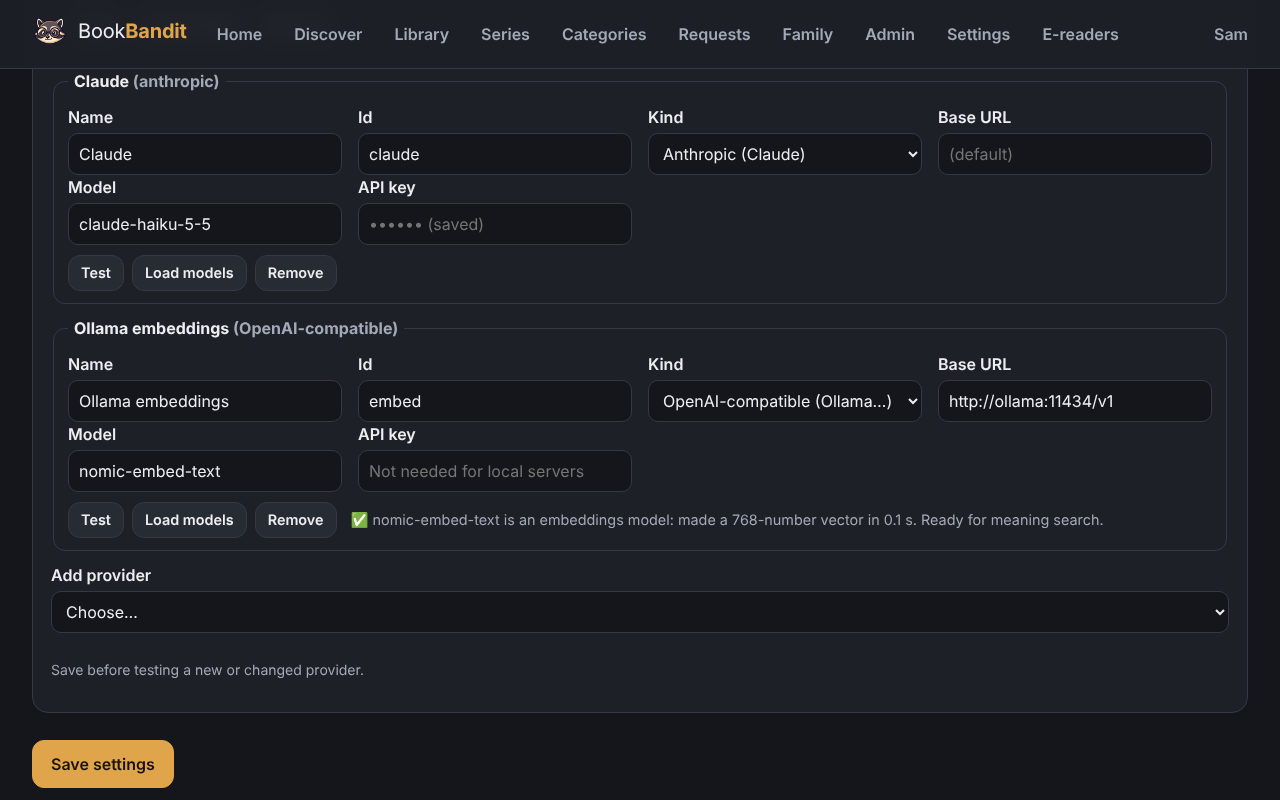 BookBandit Home Discover Library Series Categories Requests Family Admin Settings E-readers Sam
Claude (anthropic)
Name Id Kind Base URL
Claude claude Anthropic (Claude) (default)
Model API key
claude-haiku-5-5 •••••• (saved)
Test Load models Remove
Ollama embeddings (OpenAI-compatible)
Name Id Kind Base URL
Ollama embeddings embed OpenAI-compatible (Ollama...) http://ollama:11434/v1
Model API key
nomic-embed-text Not needed for local servers
Test Load models Remove ✅ nomic-embed-text is an embeddings model: made a 768-number vector in 0.1 s. Ready for meaning search.
Add provider
Choose...
Save before testing a new or changed provider.
Save settings